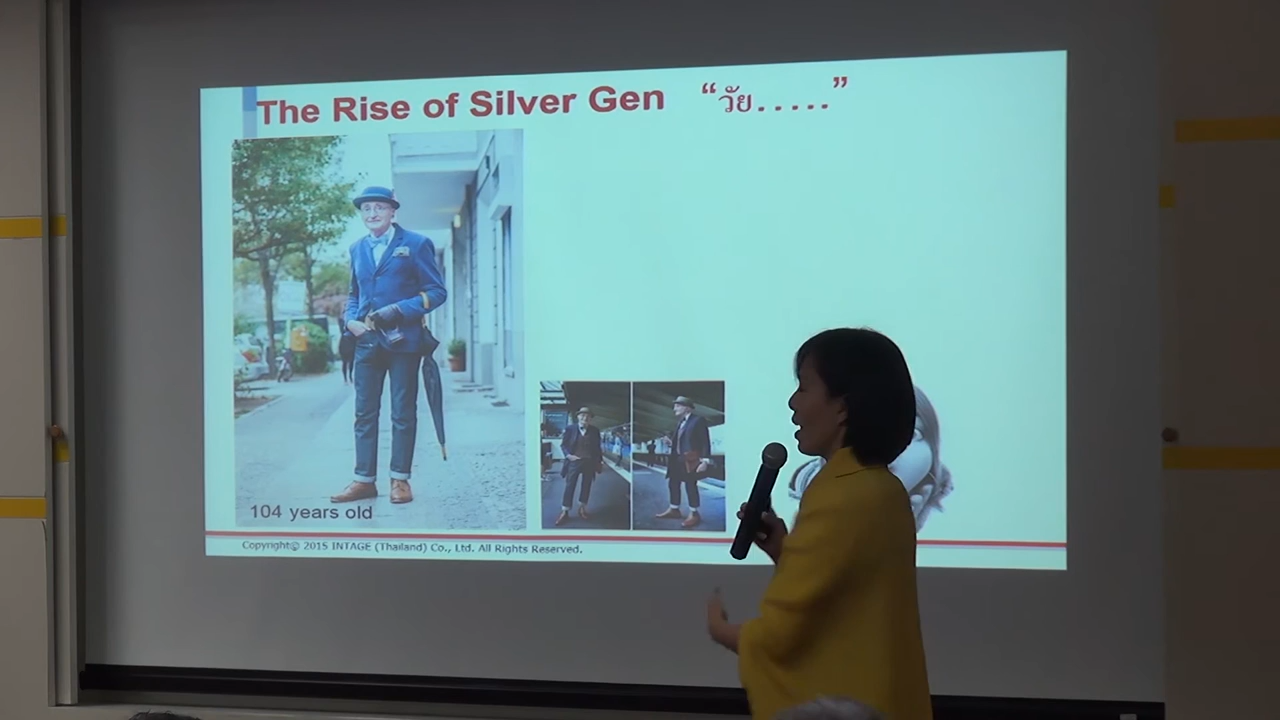 The Rise of Silver Gen “วัย.....”
104 years old
Copyright© 2015 INTAGE (Thailand) Co., Ltd. All Rights Reserved.